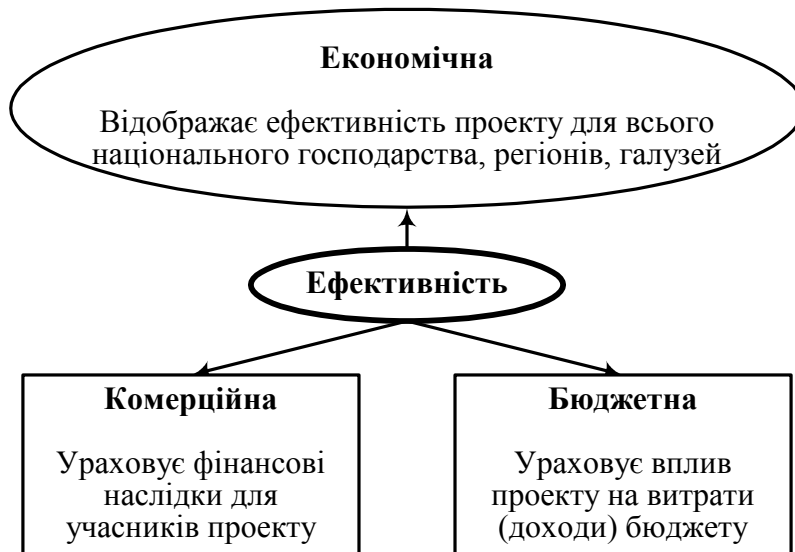 Економічна
Відображає ефективність проекту для всього
національного господарства, регіонів, галузей
Ефективність
Комерційна
Ураховує фінансові
наслідки для
учасників проекту
Бюджетна
Ураховує вплив
проекту на витрати
(доходи) бюджету